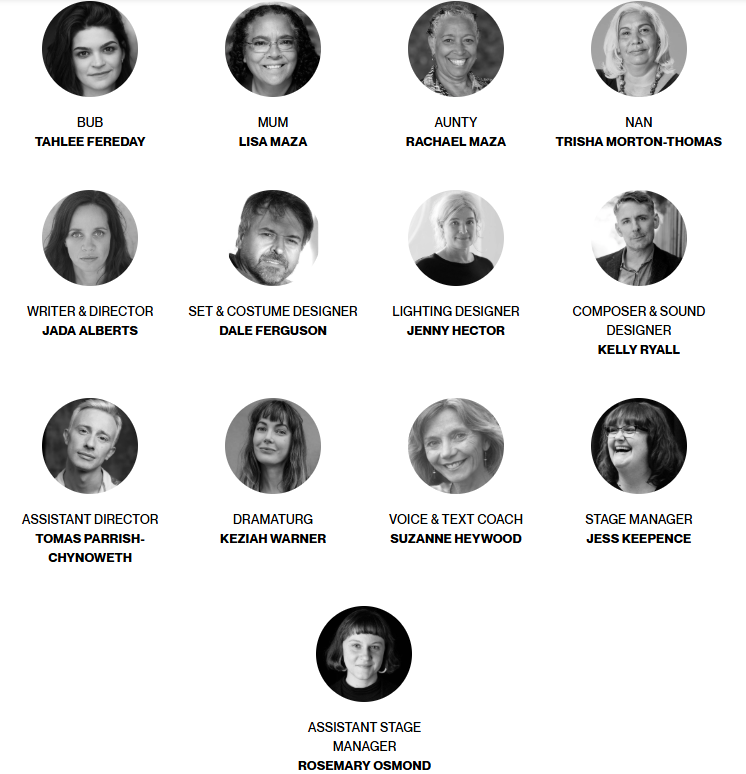 BUB
TAHLEE FEREDAY
MUM
LISA MAZA
AUNTY
RACHAEL MAZA
NAN
TRISHA MORTON-THOMAS
WRITER & DIRECTOR
JADA ALBERTS
SET & COSTUME DESIGNER
DALE FERGUSON
LIGHTING DESIGNER
JENNY HECTOR
COMPOSER & SOUND
DESIGNER
KELLY RYALL
ASSISTANT DIRECTOR
TOMAS PARRISH-
CHYNOWETH
DRAMATURG
KEZIAH WARNER
VOICE & TEXT COACH
SUZANNE HEYWOOD
STAGE MANAGER
JESS KEEPENCE
ASSISTANT STAGE
MANAGER
ROSEMARY OSMOND